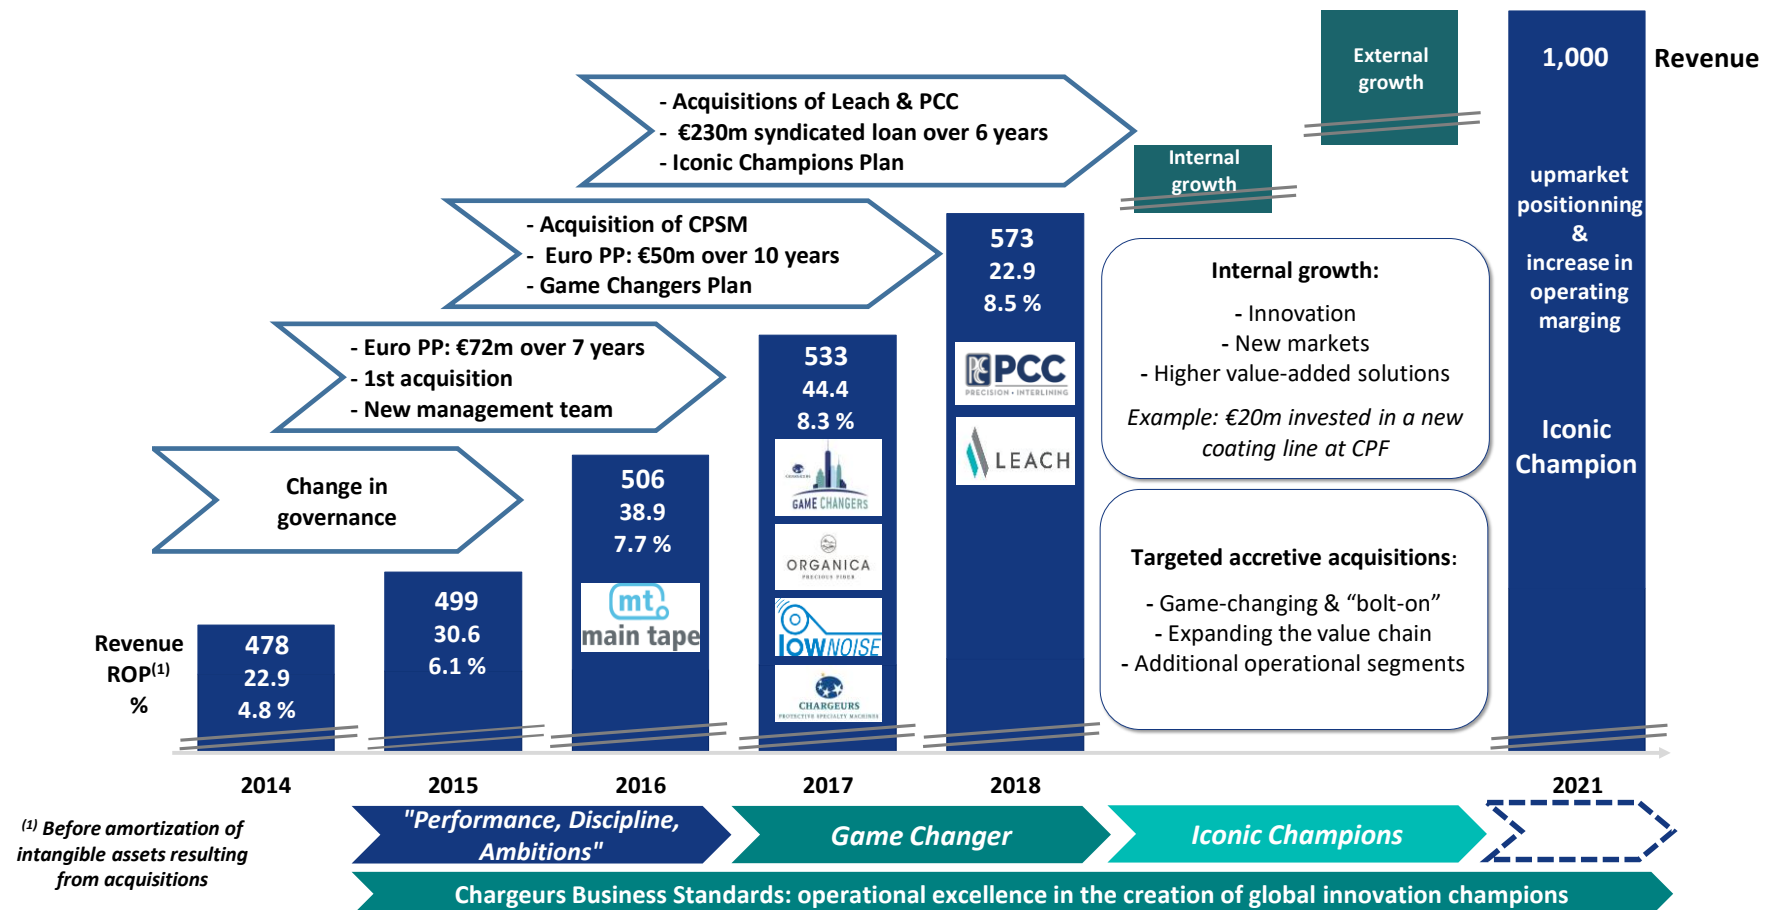 External
growth
1,000
Revenue
- Acquisitions of Leach & PCC
- €230m syndicated loan over 6 years
- Iconic Champions Plan
Internal
growth
upmarket
positionning
&
increase in
operating
marging
Iconic
Champion
- Acquisition of CPSM
- Euro PP: €50m over 10 years
- Game Changers Plan
573
22.9
8.5 %
PCC
PRECISION • INTERLINING
LEACH
Internal growth:
- Innovation
- New markets
- Higher value-added solutions
Example: €20m invested in a new
coating line at CPF
- Euro PP: €72m over 7 years
- 1st acquisition
- New management team
533
44.4
8.3 %
CHARGEURS
GAME CHANGERS
ORGANICA
PRECIOUS FIBER
lowNOISE
CHARGEURS
PROTECTIVE SPECIALTY MACHINES
Change in
governance
506
38.9
7.7 %
mt.
main tape
Targeted accretive acquisitions:
- Game-changing & “bolt-on”
- Expanding the value chain
- Additional operational segments
499
30.6
6.1 %
Revenue
ROP(1)
%
478
22.9
4.8 %
2014
2015
2016
2017
2018
2021
"Performance, Discipline,
Ambitions"
Game Changer
Iconic Champions
(1) Before amortization of
intangible assets resulting
from acquisitions
Chargeurs Business Standards: operational excellence in the creation of global innovation champions